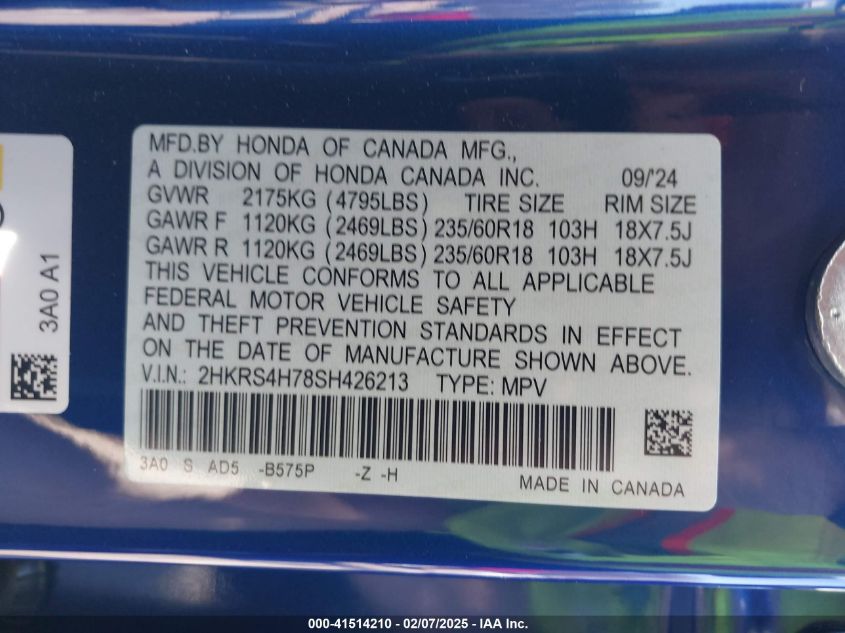 MFD.BY HONDA OF CANADA MFG.,
A DIVISION OF HONDA CANADA INC. 09/'24
GVWR 2175KG (4795LBS) TIRE SIZE RIM SIZE
GAWR F 1120KG (2469LBS) 235/60R18 103H 18X7.5J
GAWR R 1120KG (2469LBS) 235/60R18 103H 18X7.5J
THIS VEHICLE CONFORMS TO ALL APPLICABLE
FEDERAL MOTOR VEHICLE SAFETY
AND THEFT PREVENTION STANDARDS IN EFFECT
ON THE DATE OF MANUFACTURE SHOWN ABOVE.
V.I.N.: 2HKRS4H78SH426213 TYPE: MPV
3A0 S AD5 -B575P -Z -H
MADE IN CANADA
3A0 A1
000-41514210 - 02/07/2025 - IAA Inc.